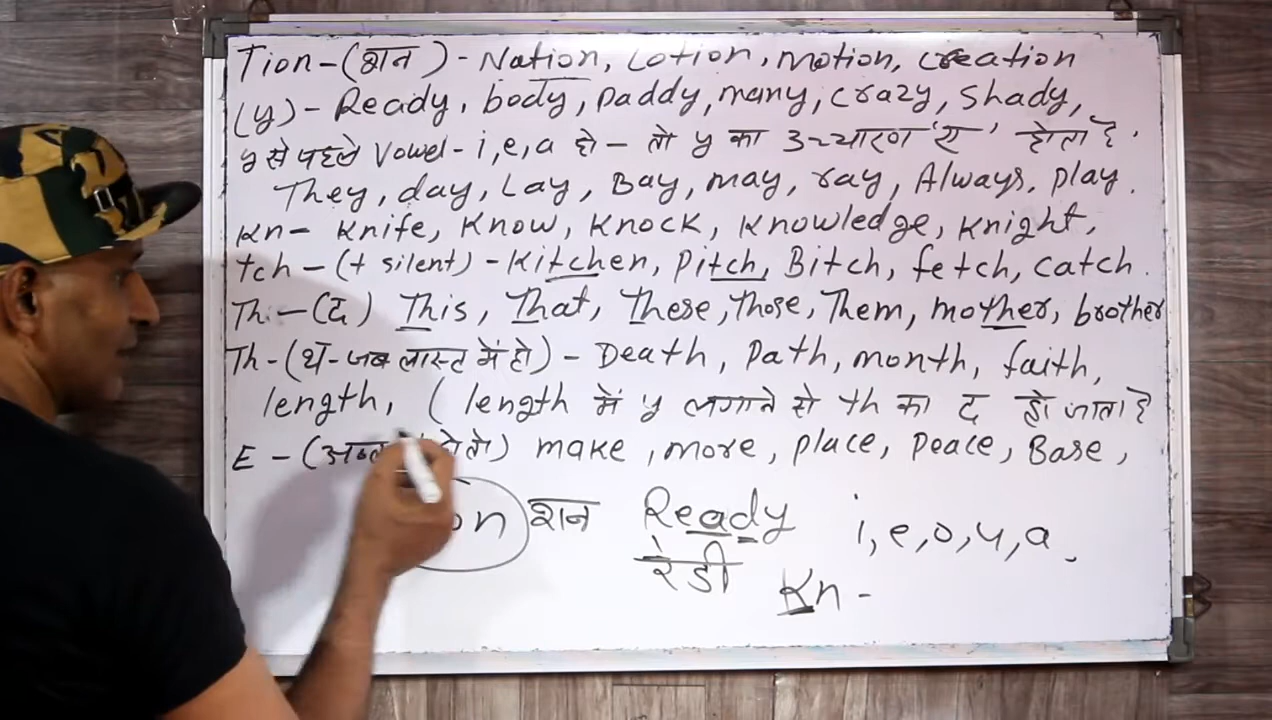 Tion - (शन) - Nation, Lotion, motion, creation
(y) - Ready, body, Daddy, many, crazy, Shady,
y से पहले Vowel - i, e, a हो - तो y का उच्चारण 'ए' होता है.
They, day, Lay, Bay, may, ray, Always, play.
Kn - Knife, Know, Knock, Knowledge, Knight,
tch - (t silent) - Kitchen, Pitch, Bitch, fetch, catch.
Th - (द) This, That, These, Those, Them, mother, brother
Th - (थ - जब लास्ट में हो) - Death, Path, month, faith,
length, (length में y लगाने से th का द हो जाता है
E - make, more, place, peace, Base,
on शन Ready i, e, o, u, a.
रेडी Kn -